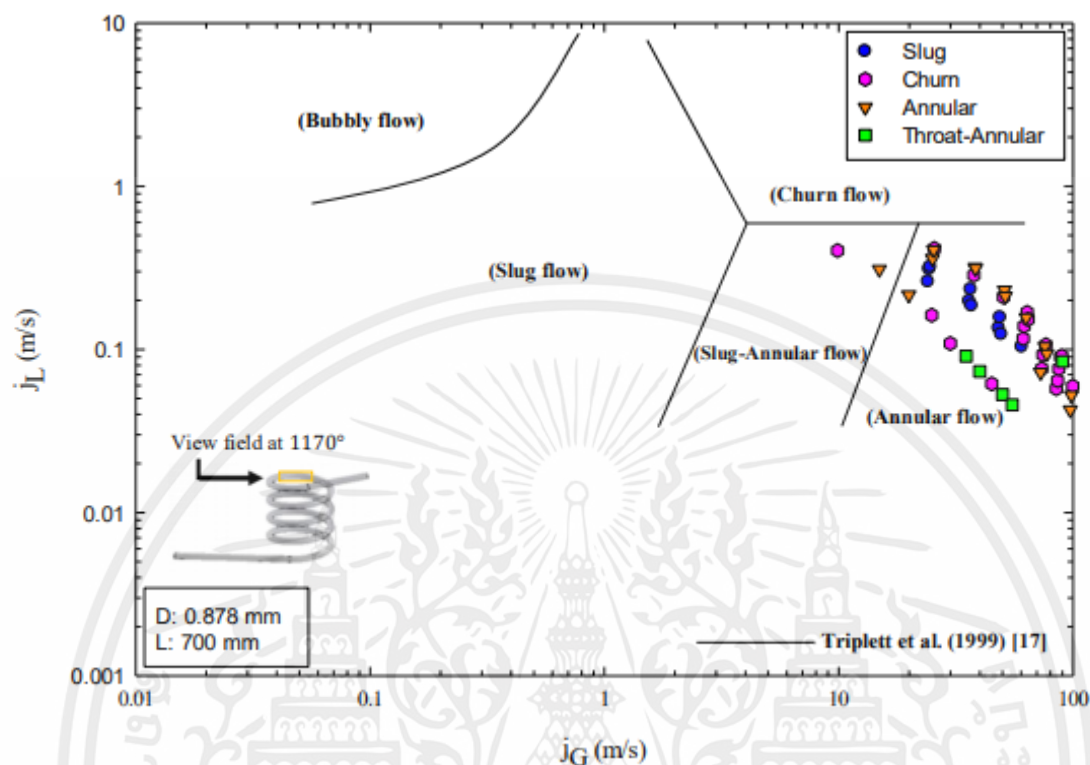 10
1
0.1
0.01
0.001
j_L (m/s)
Slug
Churn
Annular
Throat-Annular
(Bubbly flow)
(Churn flow)
(Slug flow)
(Slug-Annular flow)
(Annular flow)
View field at 1170°
D: 0.878 mm
L: 700 mm
Triplett et al. (1999) [17]
0.01 0.1 1 10 100
j_G (m/s)